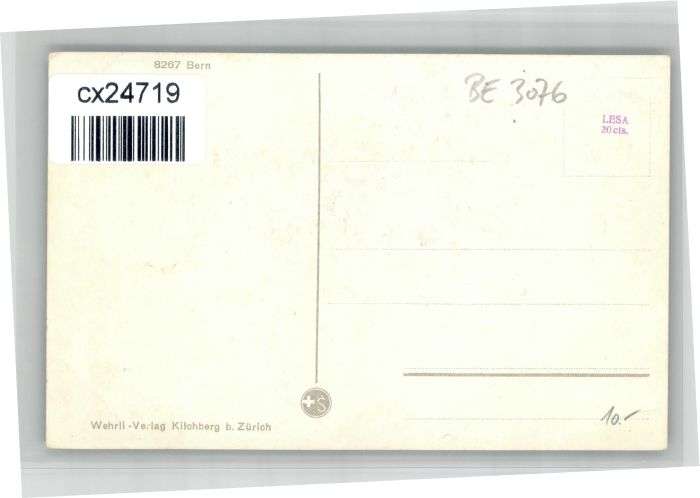 8267 Bern
cx24719
BE 3076
LESA
20 cts.
Wehrli-Verlag Kilchberg b. Zürich
10.-